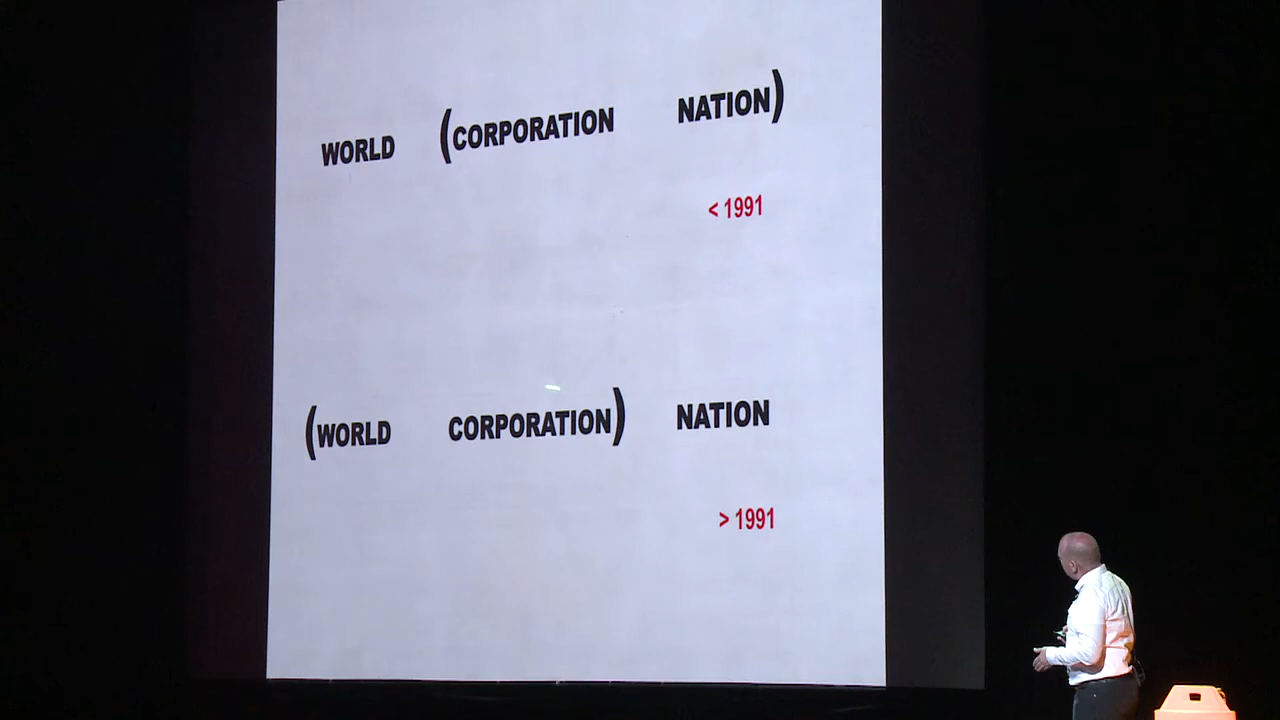 WORLD (CORPORATION NATION)
< 1991
(WORLD CORPORATION) NATION
> 1991